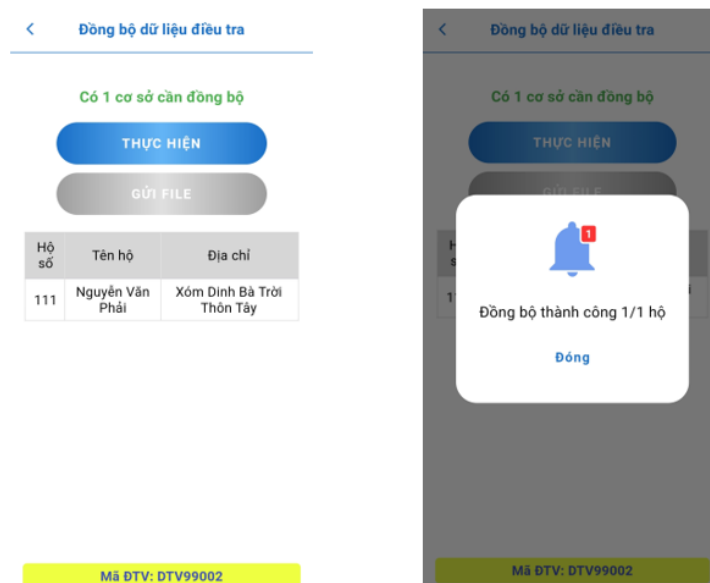 Đồng bộ dữ liệu điều tra
Có 1 cơ sở cần đồng bộ
THỰC HIỆN
GỬI FILE
Hộ số Tên hộ Địa chỉ
111 Nguyễn Văn Phải Xóm Dinh Bà Trời Thôn Tây
Mã ĐTV: DTV99002
Đồng bộ dữ liệu điều tra
Có 1 cơ sở cần đồng bộ
THỰC HIỆN
GỬI FILE
1
Đồng bộ thành công 1/1 hộ
Đóng
Mã ĐTV: DTV99002